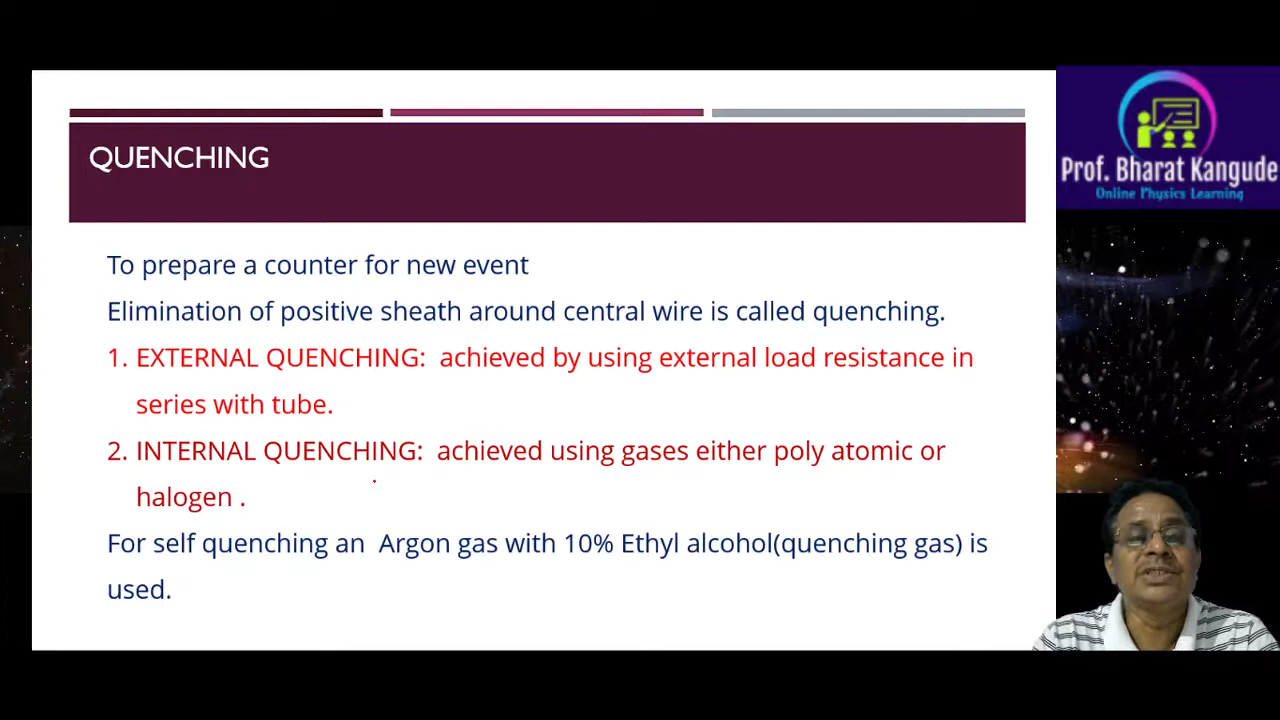 QUENCHING
To prepare a counter for new event
Elimination of positive sheath around central wire is called quenching.
1. EXTERNAL QUENCHING: achieved by using external load resistance in
series with tube.
2. INTERNAL QUENCHING: achieved using gases either poly atomic or
halogen .
For self quenching an Argon gas with 10% Ethyl alcohol(quenching gas) is
used.
Prof. Bharat Kangude
Online Physics Learning